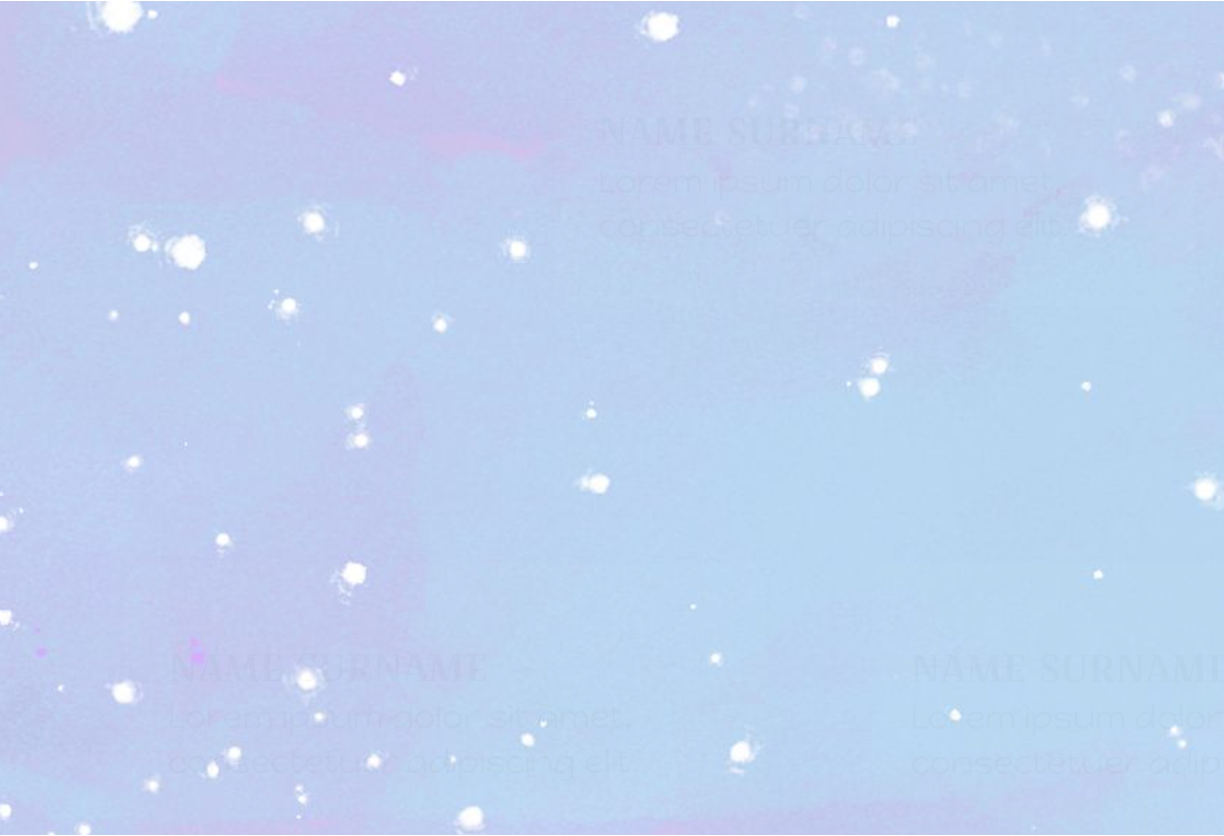 NAME SURNAME
Lorem ipsum dolor sit amet,
consectetuer adipiscing elit.
NAME SURNAME
Lorem ipsum dolor sit amet,
consectetuer adipiscing elit.
NAME SURNAME
Lorem ipsum dolor
consectetuer adip